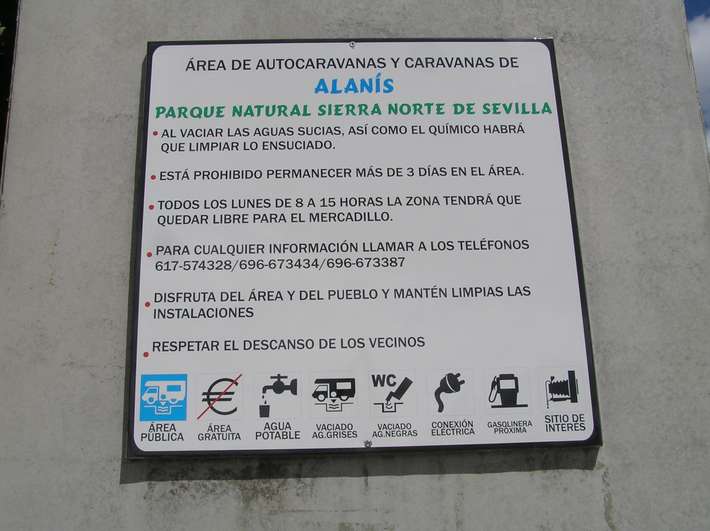 ÁREA DE AUTOCARAVANAS Y CARAVANAS DE
ALANÍS
PARQUE NATURAL SIERRA NORTE DE SEVILLA
• AL VACIAR LAS AGUAS SUCIAS, ASÍ COMO EL QUÍMICO HABRÁ
QUE LIMPIAR LO ENSUCIADO.
• ESTÁ PROHIBIDO PERMANECER MÁS DE 3 DÍAS EN EL ÁREA.
• TODOS LOS LUNES DE 8 A 15 HORAS LA ZONA TENDRÁ QUE
QUEDAR LIBRE PARA EL MERCADILLO.
• PARA CUALQUIER INFORMACIÓN LLAMAR A LOS TELÉFONOS
617-574328/696-673434/696-673387
• DISFRUTA DEL ÁREA Y DEL PUEBLO Y MANTÉN LIMPIAS LAS
INSTALACIONES
• RESPETAR EL DESCANSO DE LOS VECINOS
€
WC
ÁREA
PÚBLICA
ÁREA
GRATUITA
AGUA
POTABLE
VACIADO
AG.GRISES
VACIADO
AG.NEGRAS
CONEXIÓN
ELÉCTRICA
GASOLINERA
PRÓXIMA
SITIO DE
INTERÉS